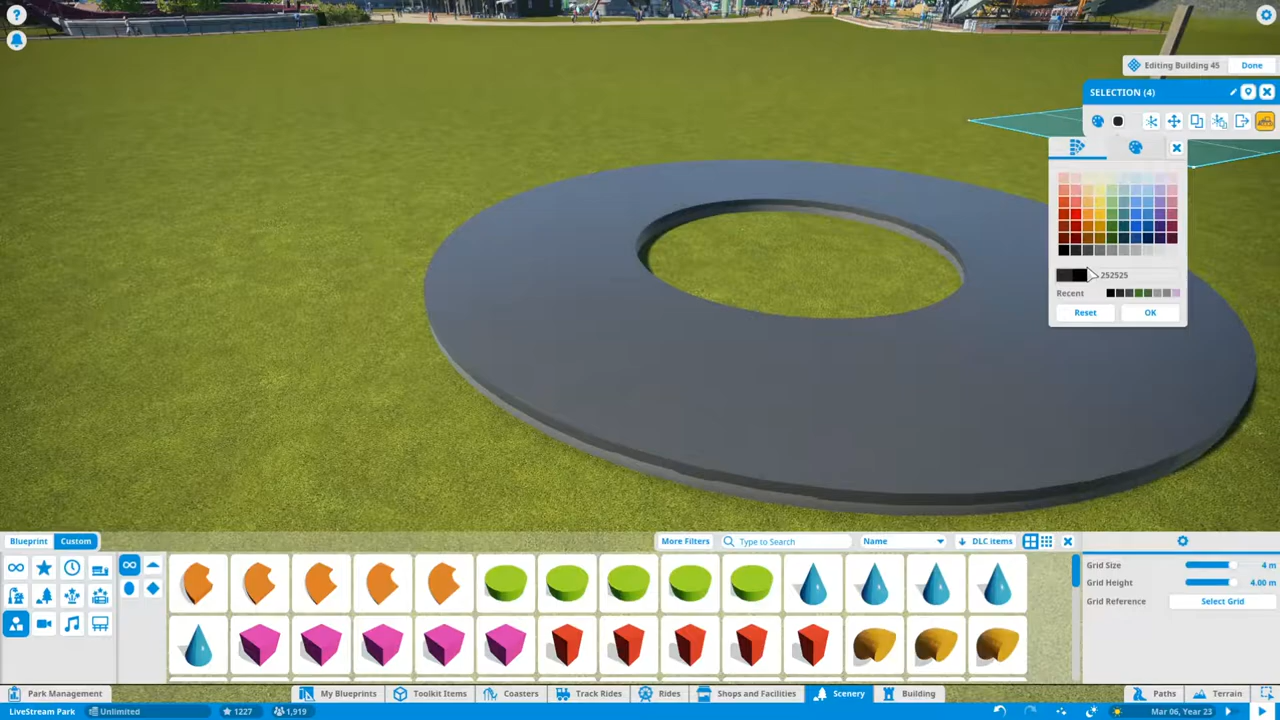 Editing Building 45 Done
SELECTION (4)
252525
Recent
Reset OK
Blueprint Custom More Filters Type to Search Name DLC items
Grid Size 4 m
Grid Height 4.00 m
Grid Reference Select Grid
Park Management My Blueprints Toolkit Items Coasters Track Rides Rides Shops and Facilities Scenery Building Paths Terrain
LiveStream Park Unlimited 1227 1,919 Mar 06, Year 23